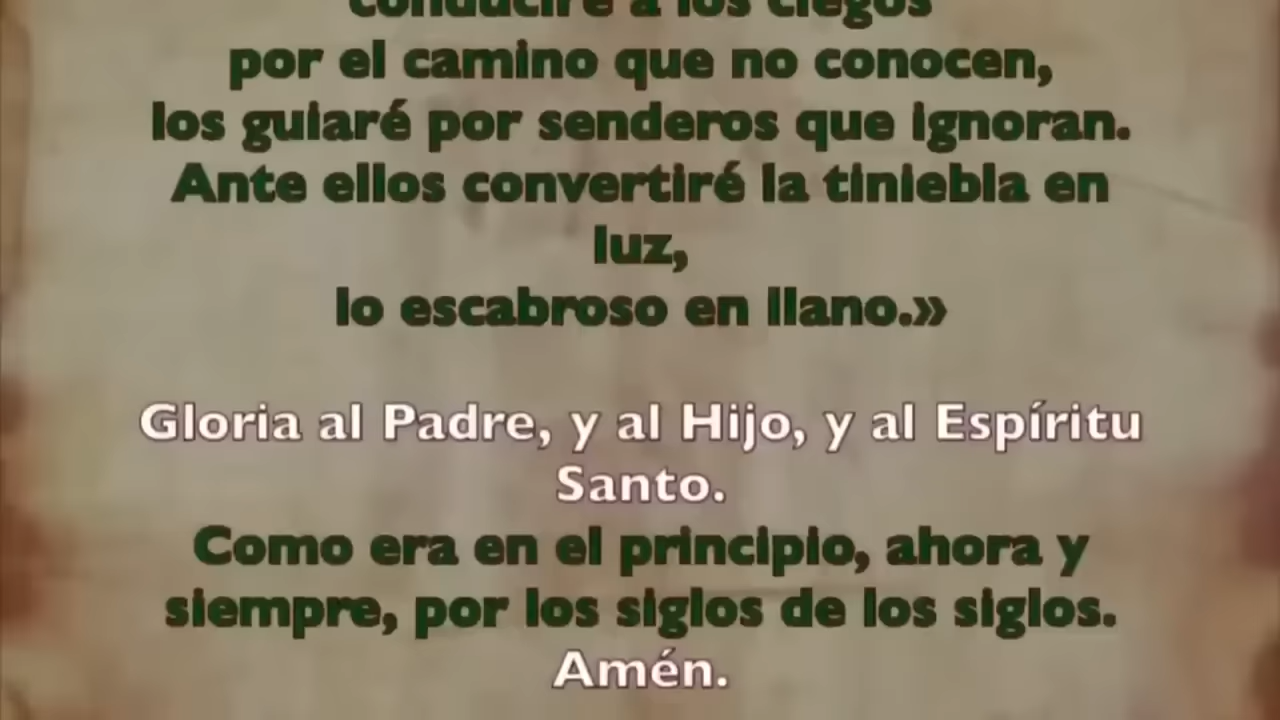 conduciré a los ciegos
por el camino que no conocen,
los guiaré por senderos que ignoran.
Ante ellos convertiré la tiniebla en
luz,
lo escabroso en llano.»
Gloria al Padre, y al Hijo, y al Espíritu
Santo.
Como era en el principio, ahora y
siempre, por los siglos de los siglos.
Amén.